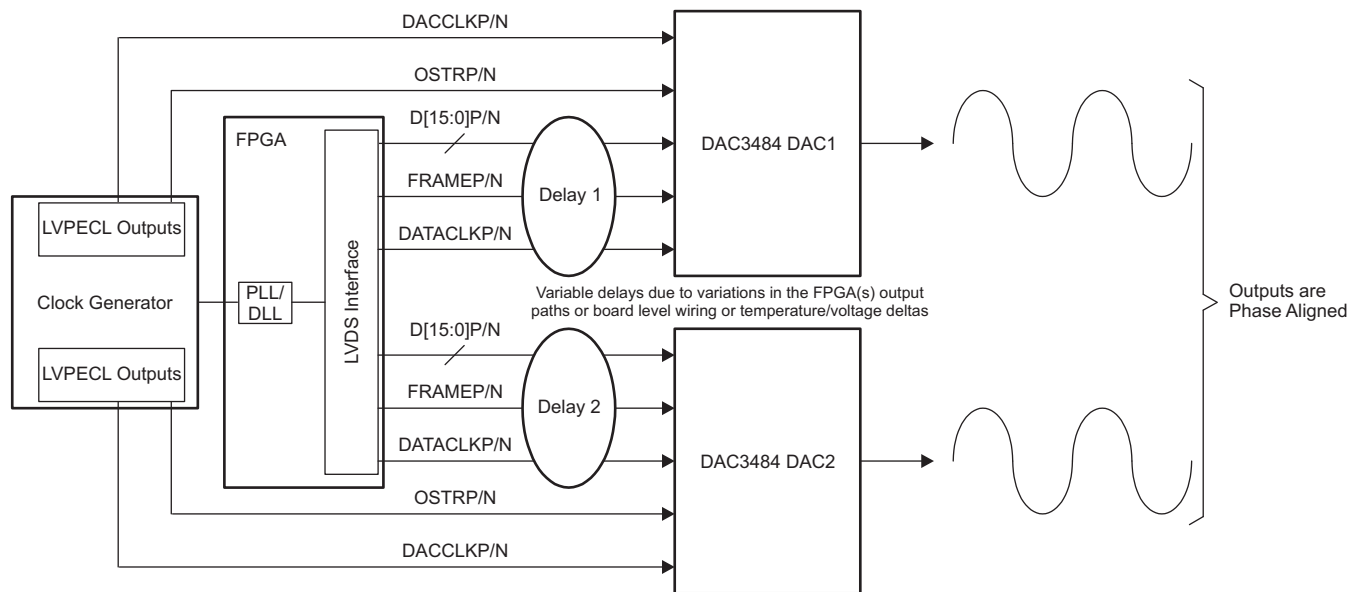 DACCLKP/N
OSTRP/N
D[15:0]P/N
FPGA
DAC3484 DAC1
FRAMEP/N
Delay 1
LVPECL Outputs
DATACLKP/N
Clock Generator
PLL/
DLL
LVDS Interface
Variable delays due to variations in the FPGA(s) output
paths or board level wiring or temperature/voltage deltas
Outputs are
Phase Aligned
D[15:0]P/N
LVPECL Outputs
FRAMEP/N
Delay 2
DATACLKP/N
DAC3484 DAC2
OSTRP/N
DACCLKP/N